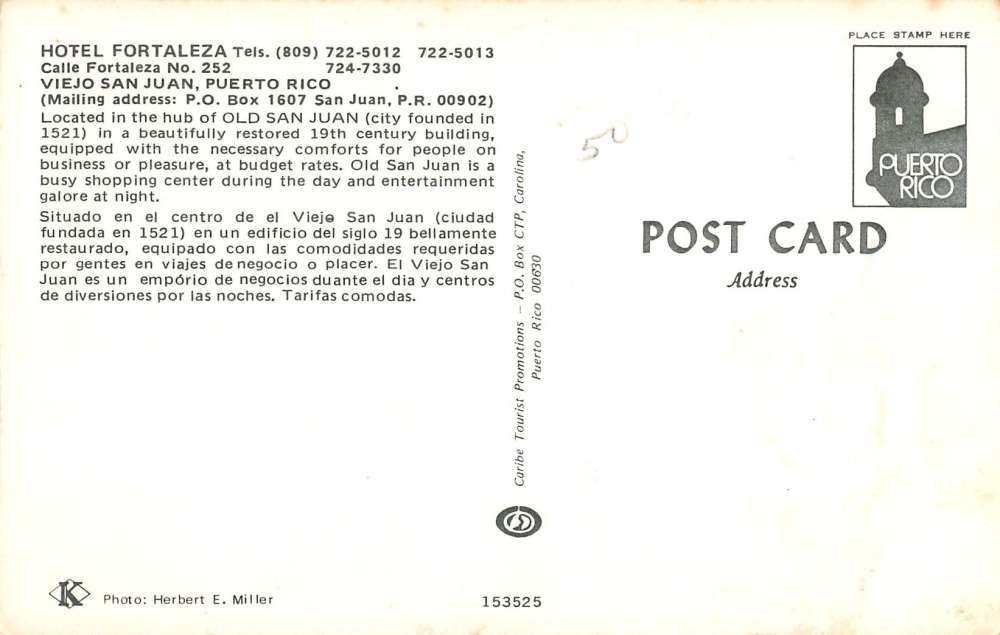 HOTEL FORTALEZA Tels. (809) 722-5012 722-5013
Calle Fortaleza No. 252 724-7330
VIEJO SAN JUAN, PUERTO RICO
(Mailing address: P.O. Box 1607 San Juan, P.R. 00902)
Located in the hub of OLD SAN JUAN (city founded in
1521) in a beautifully restored 19th century building,
equipped with the necessary comforts for people on
business or pleasure, at budget rates. Old San Juan is a
busy shopping center during the day and entertainment
galore at night.
Situado en el centro de el Viejo San Juan (ciudad
fundada en 1521) en un edificio del siglo 19 bellamente
restaurado, equipado con las comodidades requeridas
por gentes en viajes de negocio o placer. El Viejo San
Juan es un empório de negocios duante el dia y centros
de diversiones por las noches. Tarifas comodas.
K
Photo: Herbert E. Miller
Caribe Tourist Promotions – P.O. Box CTP, Carolina,
Puerto Rico 00630
153525
50
PLACE STAMP HERE
PUERTO
RICO
POST CARD
Address